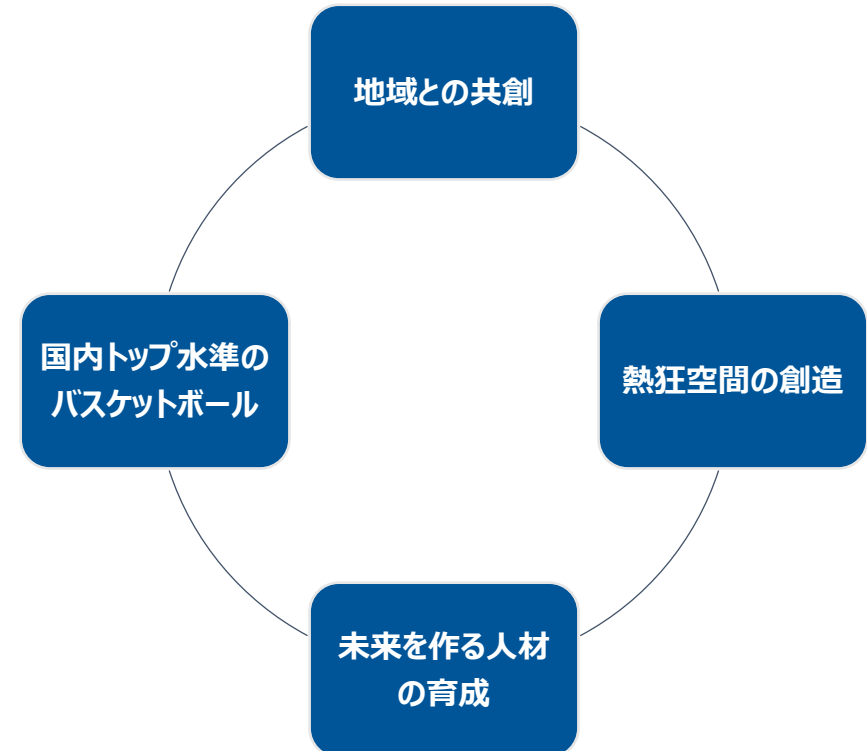 地域との共創
国内トップ水準の
バスケットボール
熱狂空間の創造
未来を作る人材
の育成